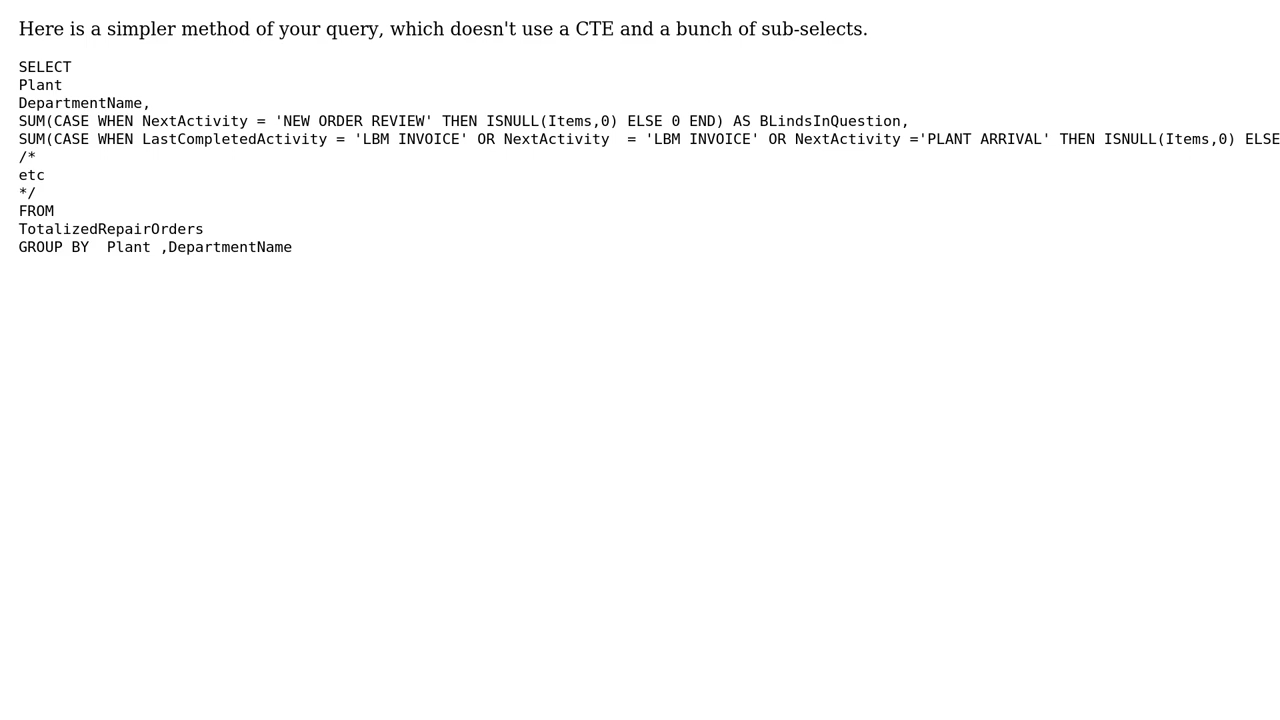 Here is a simpler method of your query, which doesn't use a CTE and a bunch of sub-selects.
SELECT
Plant
DepartmentName,
SUM(CASE WHEN NextActivity = 'NEW ORDER REVIEW' THEN ISNULL(Items,0) ELSE 0 END) AS BLindsInQuestion,
SUM(CASE WHEN LastCompletedActivity = 'LBM INVOICE' OR NextActivity  = 'LBM INVOICE' OR NextActivity ='PLANT ARRIVAL' THEN ISNULL(Items,0) ELSE
/*
etc
*/
FROM
TotalizedRepairOrders
GROUP BY  Plant ,DepartmentName